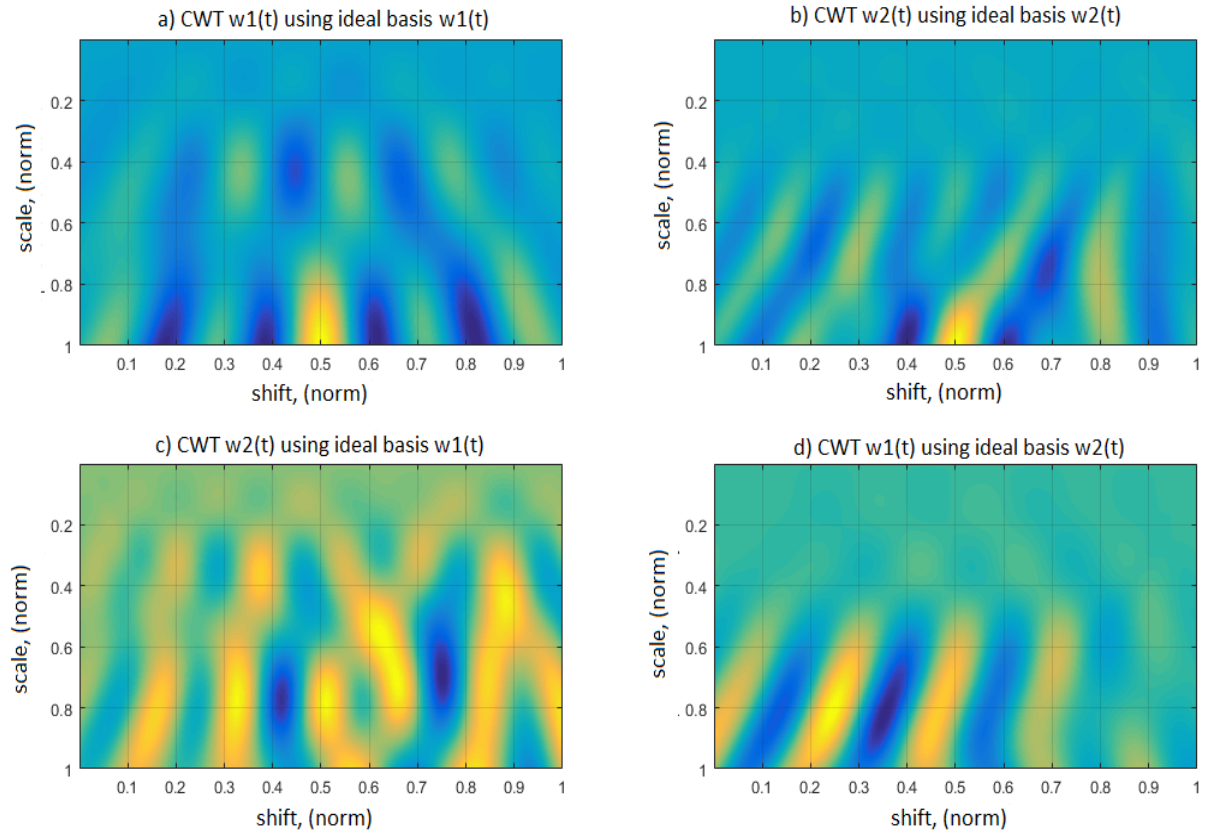 a) CWT w1(t) using ideal basis w1(t)
0.2
0.4
0.6
0.8
1
scale, (norm)
0.1 0.2 0.3 0.4 0.5 0.6 0.7 0.8 0.9 1
shift, (norm)
b) CWT w2(t) using ideal basis w2(t)
0.2
0.4
0.6
0.8
1
scale, (norm)
0.1 0.2 0.3 0.4 0.5 0.6 0.7 0.8 0.9 1
shift, (norm)
c) CWT w2(t) using ideal basis w1(t)
0.2
0.4
0.6
0.8
1
scale, (norm)
0.1 0.2 0.3 0.4 0.5 0.6 0.7 0.8 0.9 1
shift, (norm)
d) CWT w1(t) using ideal basis w2(t)
0.2
0.4
0.6
0.8
1
scale, (norm)
0.1 0.2 0.3 0.4 0.5 0.6 0.7 0.8 0.9 1
shift, (norm)